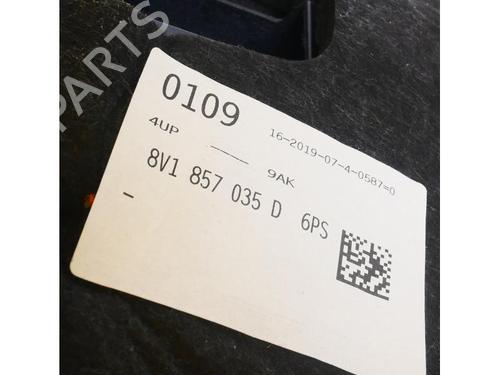 0109
16-2019-07-4-0587=0
4UP — 9AK
8V1 857 035 D 6PS
-
PARTS